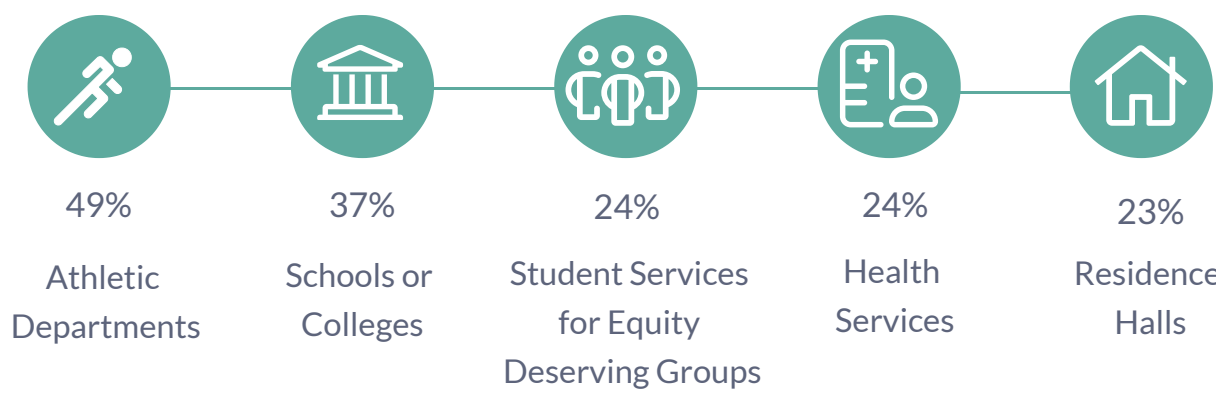 49%
Athletic
Departments
37%
Schools or
Colleges
24%
Student Services
for Equity
Deserving Groups
24%
Health
Services
23%
Residence
Halls